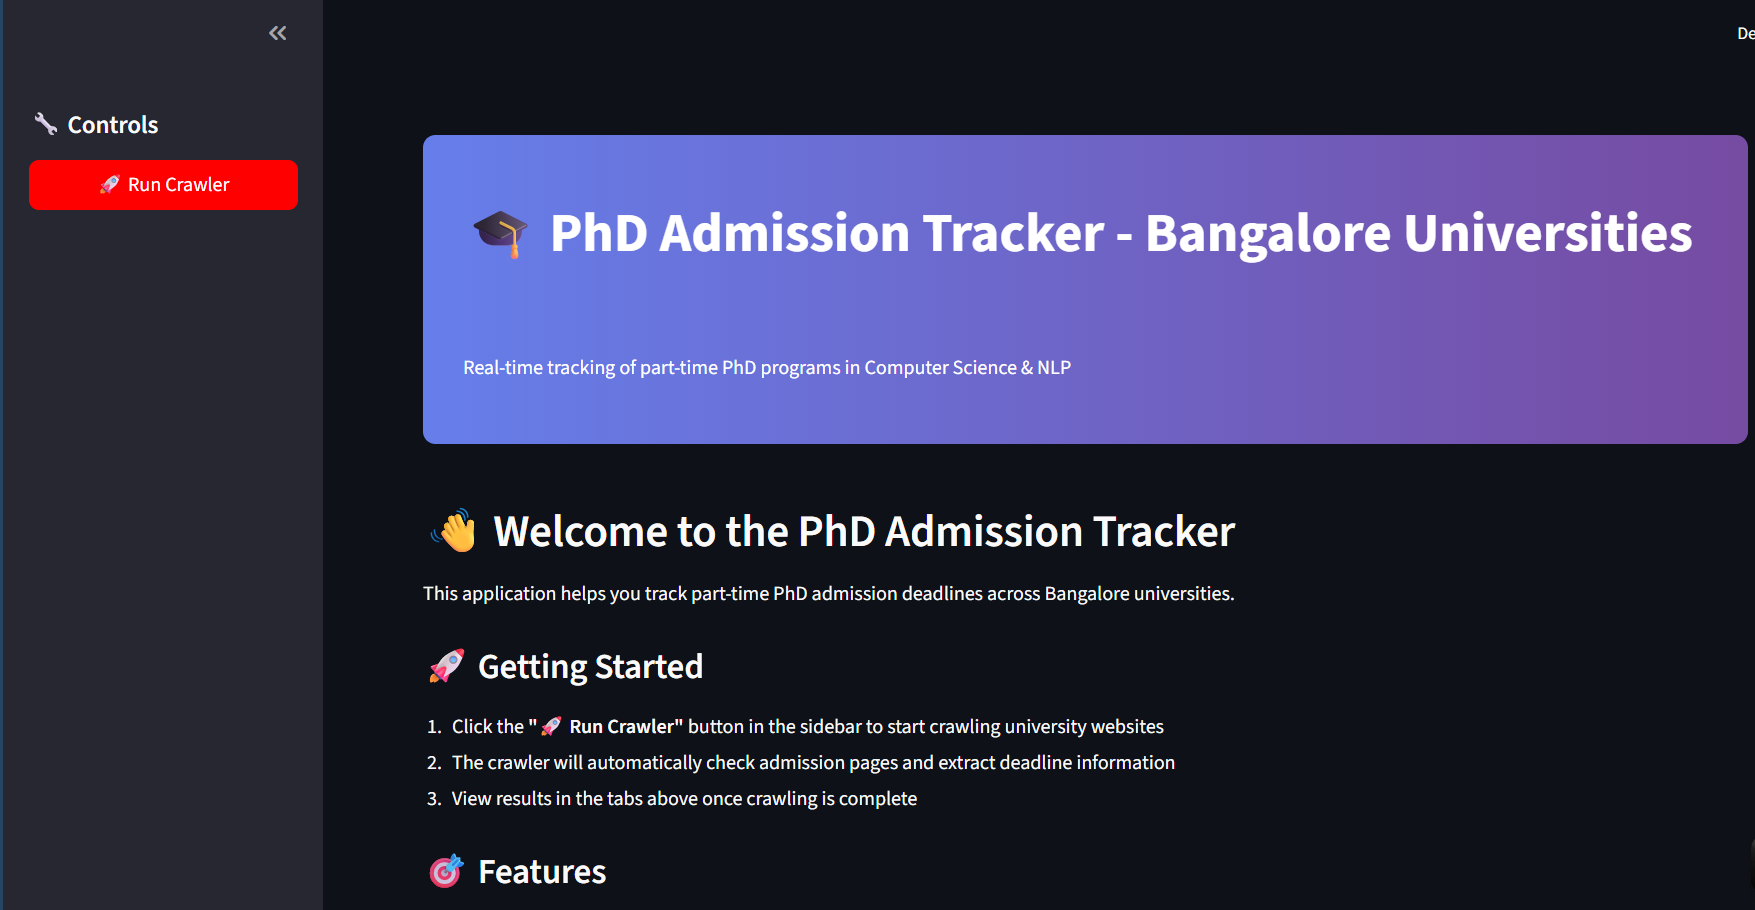 De
Controls
Run Crawler
PhD Admission Tracker - Bangalore Universities
Real-time tracking of part-time PhD programs in Computer Science & NLP
Welcome to the PhD Admission Tracker
This application helps you track part-time PhD admission deadlines across Bangalore universities.
Getting Started
1. Click the "🚀 Run Crawler" button in the sidebar to start crawling university websites
2. The crawler will automatically check admission pages and extract deadline information
3. View results in the tabs above once crawling is complete
Features